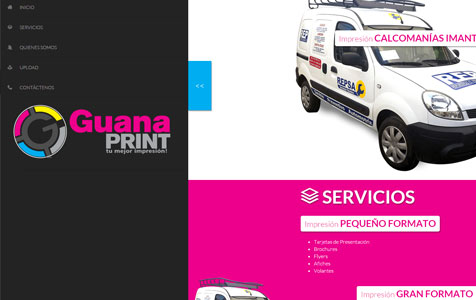 INICIO
SERVICIOS
QUIENES SOMOS
UPLOAD
CONTÁCTENOS
Guana
PRINT
tu mejor impresión!
<<
Impresión CALCOMANÍAS IMANT
REPSA
SERVICIOS
Impresión PEQUEÑO FORMATO
Tarjetas de Presentación
Brochures
Flyers
Afiches
Volantes
Impresión GRAN FORMATO